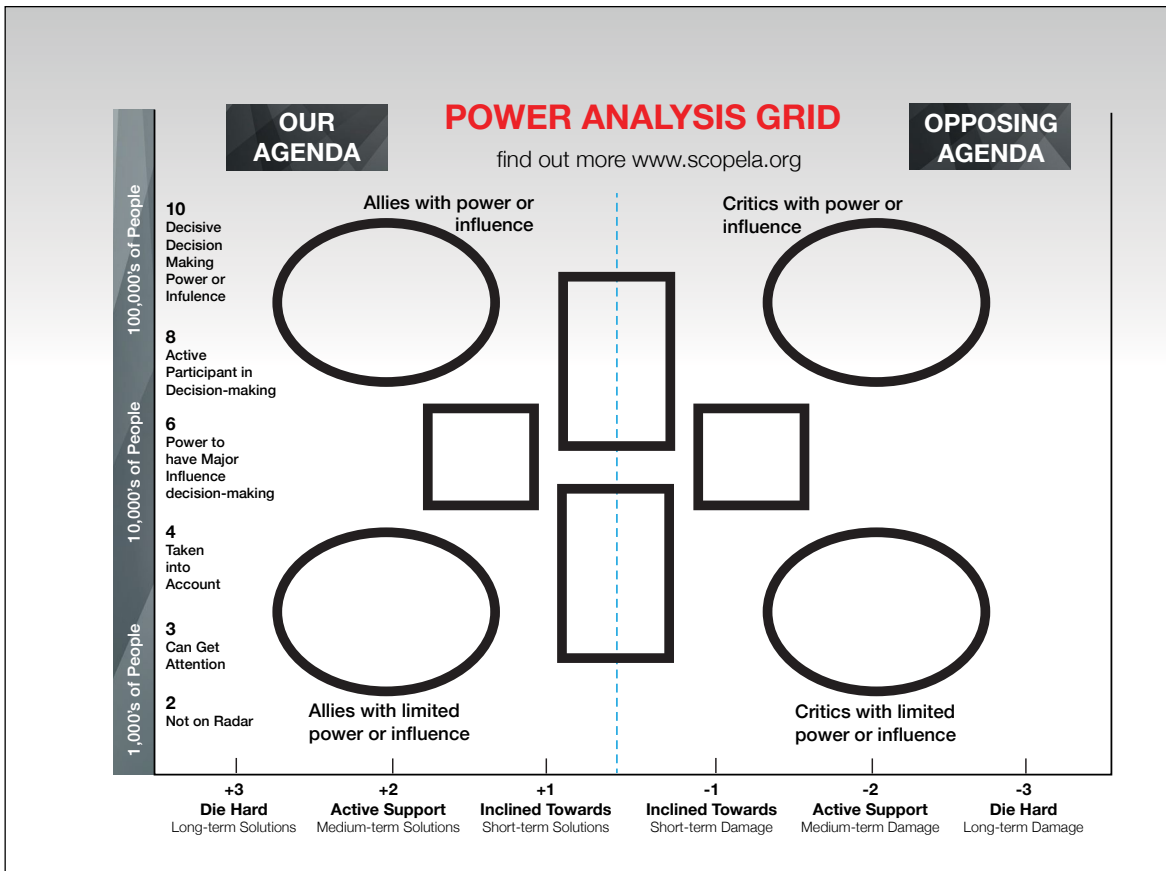 OUR
AGENDA
POWER ANALYSIS GRID
find out more www.scopela.org
OPPOSING
AGENDA
100,000's of People
10,000's of People
1,000's of People
10
Decisive
Decision
Making
Power or
Infulence
8
Active
Participant in
Decision-making
6
Power to
have Major
Influence
decision-making
4
Taken
into
Account
3
Can Get
Attention
2
Not on Radar
Allies with power or
influence
Critics with power or
influence
Allies with limited
power or influence
Critics with limited
power or influence
+3
Die Hard
Long-term Solutions
+2
Active Support
Medium-term Solutions
+1
Inclined Towards
Short-term Solutions
-1
Inclined Towards
Short-term Damage
-2
Active Support
Medium-term Damage
-3
Die Hard
Long-term Damage